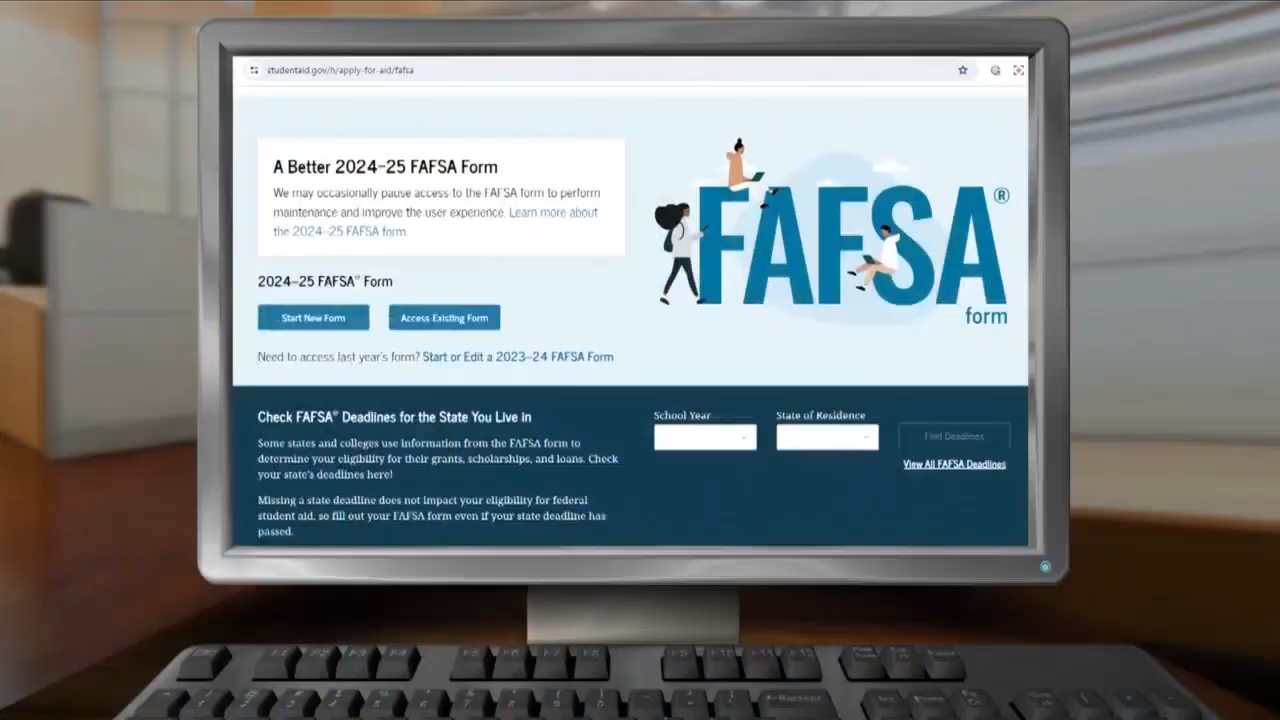 studentaid.gov/h/apply-for-aid/fafsa
A Better 2024–25 FAFSA Form
We may occasionally pause access to the FAFSA form to perform
maintenance and improve the user experience. Learn more about
the 2024–25 FAFSA form.
2024–25 FAFSA® Form
Start New Form
Access Existing Form
Need to access last year's form? Start or Edit a 2023–24 FAFSA Form
FAFSA®
form
Check FAFSA® Deadlines for the State You Live in
Some states and colleges use information from the FAFSA form to
determine your eligibility for their grants, scholarships, and loans. Check
your state's deadlines here!
Missing a state deadline does not impact your eligibility for federal
student aid, so fill out your FAFSA form even if your state deadline has
passed.
School Year
State of Residence
Find Deadlines
View All FAFSA Deadlines